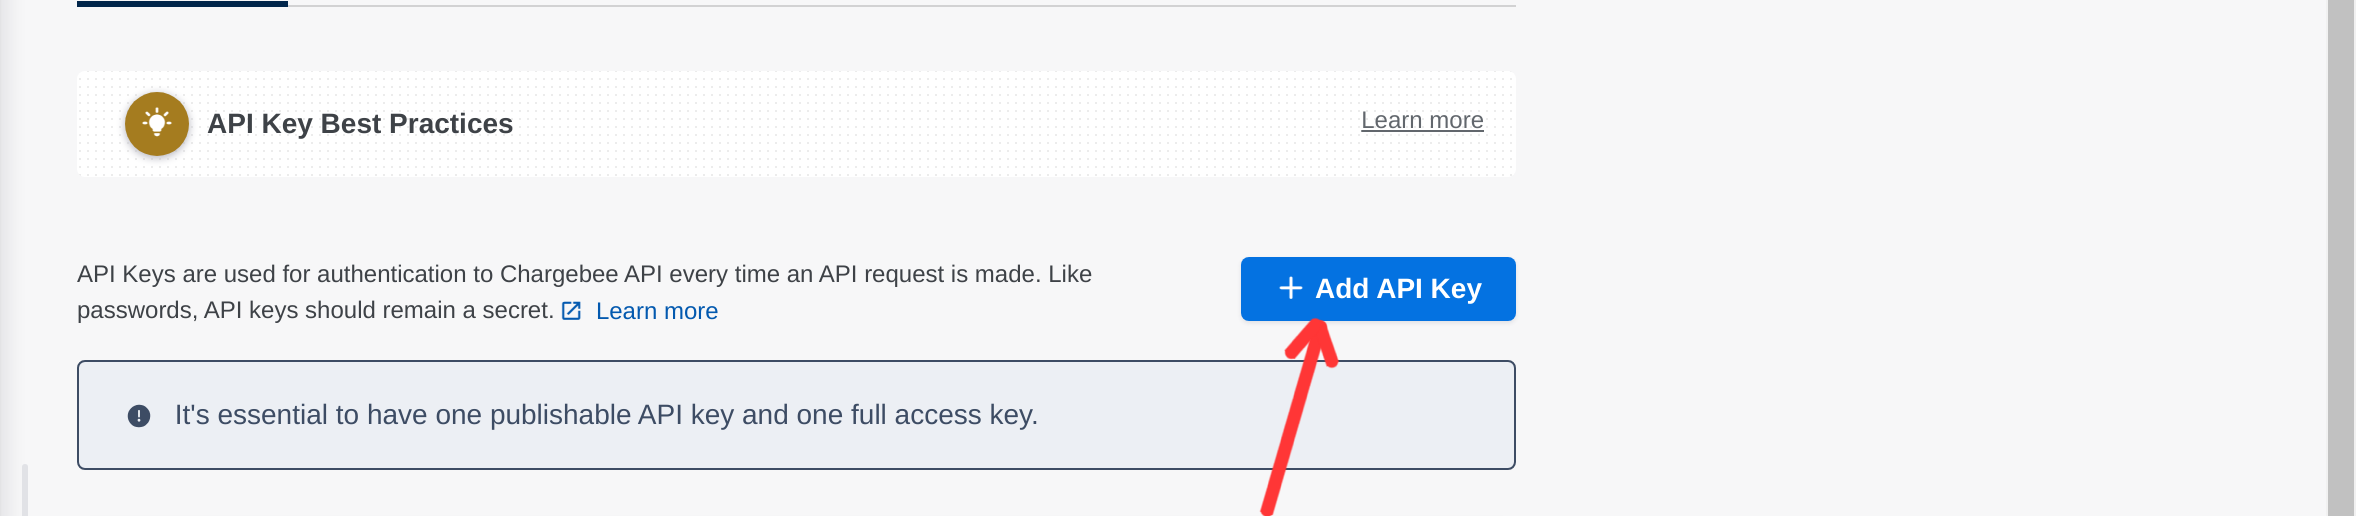 API Key Best Practices
Learn more
API Keys are used for authentication to Chargebee API every time an API request is made. Like
passwords, API keys should remain a secret. Learn more
+ Add API Key
It's essential to have one publishable API key and one full access key.